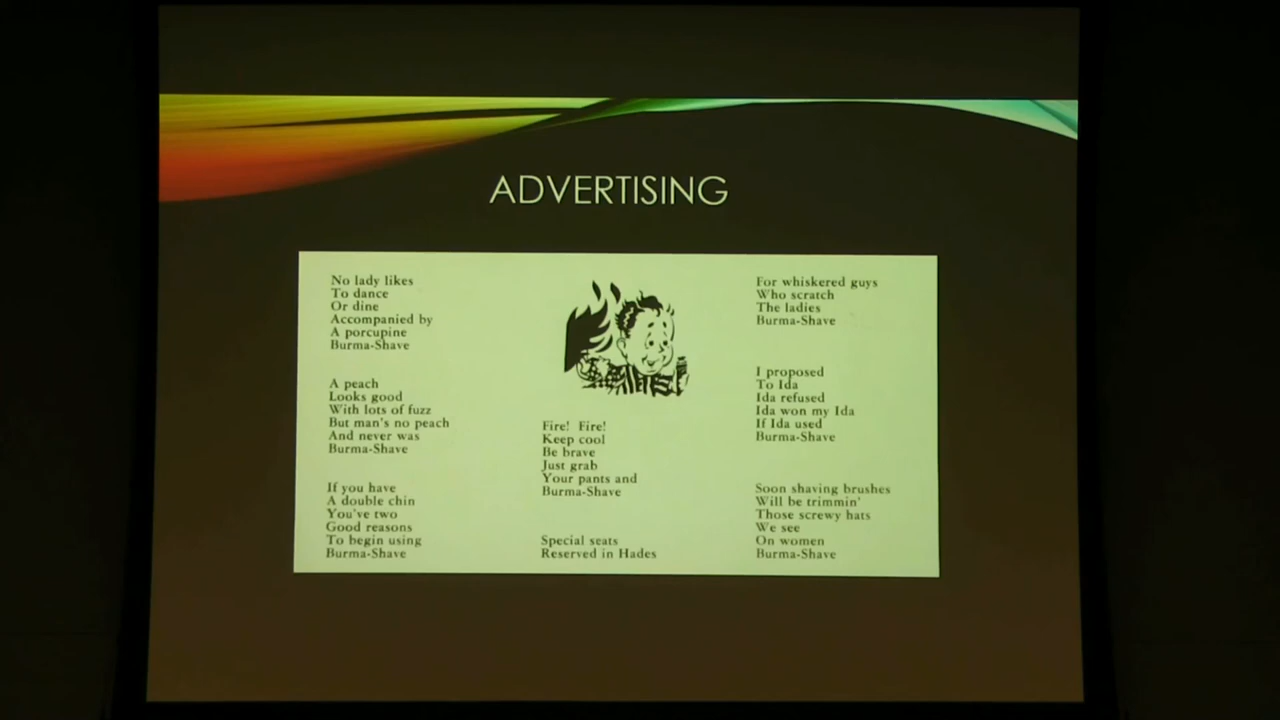 ADVERTISING
No lady likes
To dance
Or dine
Accompanied by
A porcupine
Burma-Shave
A peach
Looks good
With lots of fuzz
But man's no peach
And never was
Burma-Shave
If you have
A double chin
You've two
Good reasons
To begin using
Burma-Shave
Fire! Fire!
Keep cool
Be brave
Just grab
Your pants and
Burma-Shave
Special seats
Reserved in Hades
For whiskered guys
Who scratch
The ladies
Burma-Shave
I proposed
To Ida
Ida refused
Ida won my Ida
If Ida used
Burma-Shave
Soon shaving brushes
Will be trimmin'
Those screwy hats
We see
On women
Burma-Shave